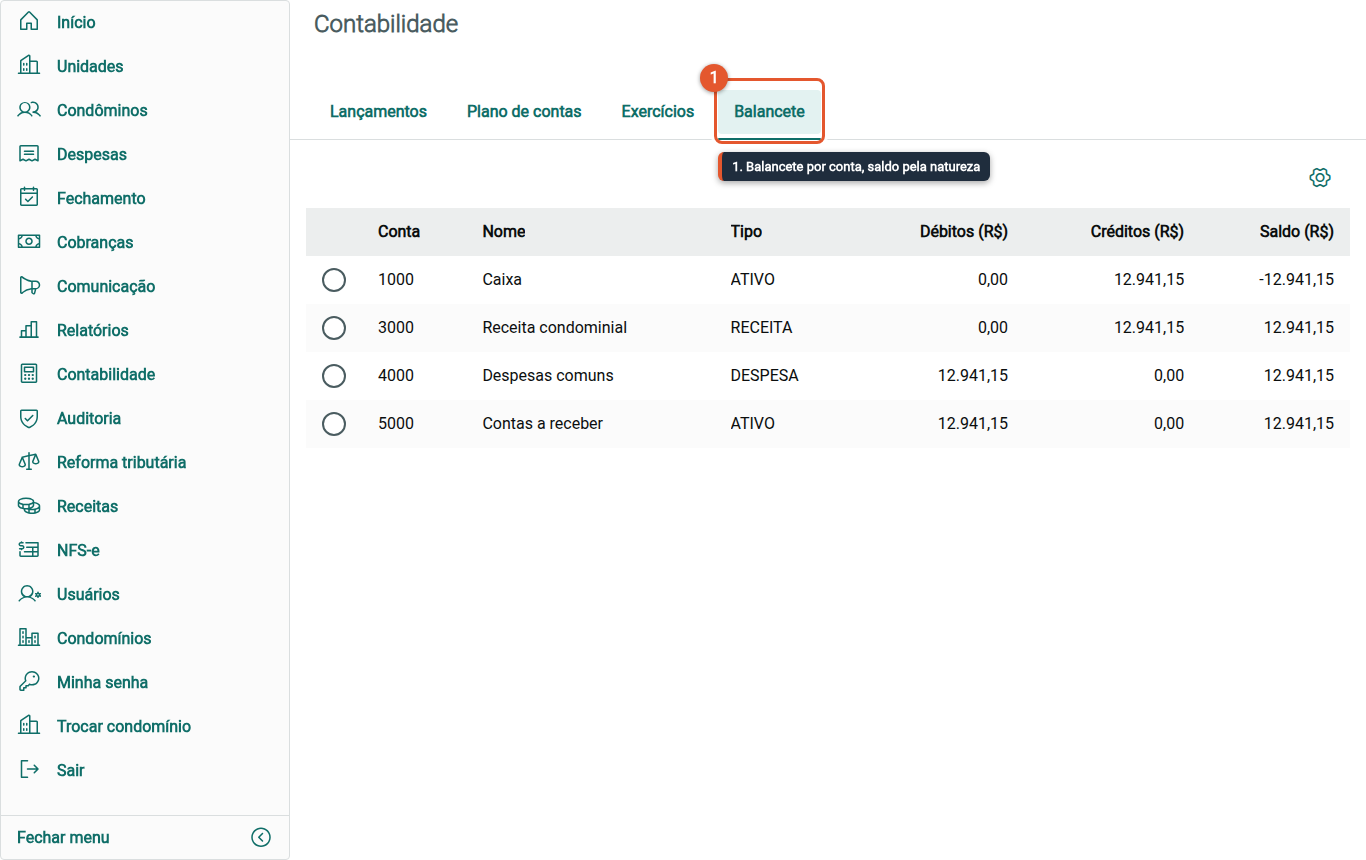 Início
Unidades
Condôminos
Despesas
Fechamento
Cobranças
Comunicação
Relatórios
Contabilidade
Auditoria
Reforma tributária
Receitas
NFS-e
Usuários
Condomínios
Minha senha
Trocar condomínio
Sair
Fechar menu
Contabilidade
1
Lançamentos Plano de contas Exercícios Balancete
1. Balancete por conta, saldo pela natureza
Conta Nome Tipo Débitos (R$) Créditos (R$) Saldo (R$)
1000 Caixa ATIVO 0,00 12.941,15 -12.941,15
3000 Receita condominial RECEITA 0,00 12.941,15 12.941,15
4000 Despesas comuns DESPESA 12.941,15 0,00 12.941,15
5000 Contas a receber ATIVO 12.941,15 0,00 12.941,15